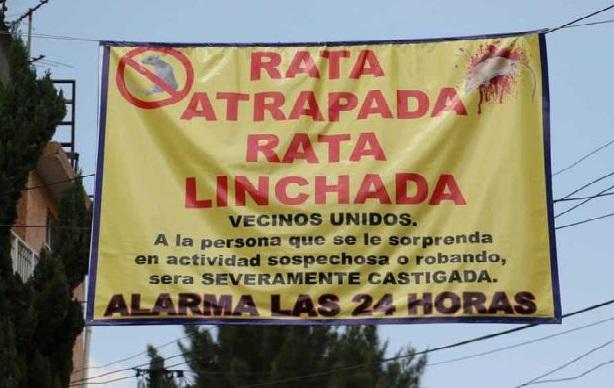 RATA
ATRAPADA
RATA
LINCHADA
VECINOS UNIDOS.
A la persona que se le sorprenda
en actividad sospechosa o robando,
sera SEVERAMENTE CASTIGADA.
ALARMA LAS 24 HORAS